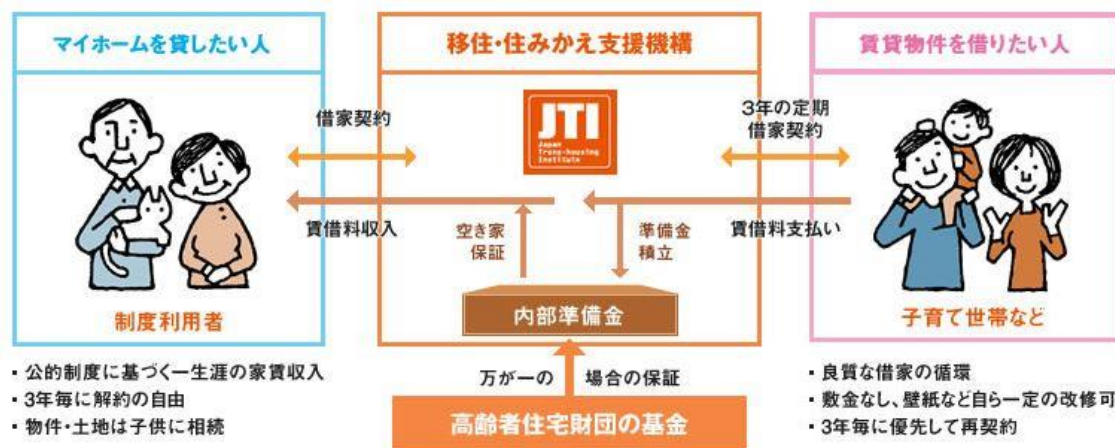 マイホームを貸したい人
移住・住みかえ支援機構
賃貸物件を借りたい人
JTI
Japan
Trans-housing
Institute
借家契約
3年の定期
借家契約
賃借料収入
空き家
保証
準備金
積立
賃借料支払い
内部準備金
制度利用者
子育て世帯など
▪ 公的制度に基づく一生涯の家賃収入
▪ 3年毎に解約の自由
▪ 物件・土地は子供に相続
万が一の 場合の保証
高齢者住宅財団の基金
▪ 良質な借家の循環
▪ 敷金なし、壁紙など自ら一定の改修可
▪ 3年毎に優先して再契約